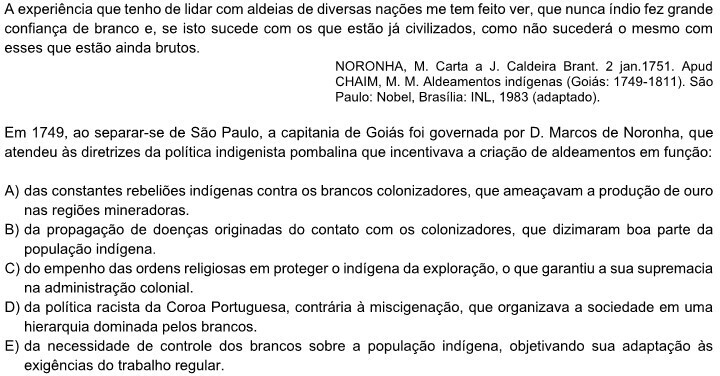 A experiência que tenho de lidar com aldeias de diversas nações me tem feito ver, que nunca índio fez grande
confiança de branco e, se isto sucede com os que estão já civilizados, como não sucederá o mesmo com
esses que estão ainda brutos.
NORONHA, M. Carta a J. Caldeira Brant. 2 jan.1751. Apud
CHAIM, M. M. Aldeamentos indígenas (Goiás: 1749-1811). São
Paulo: Nobel, Brasília: INL, 1983 (adaptado).
Em 1749, ao separar-se de São Paulo, a capitania de Goiás foi governada por D. Marcos de Noronha, que
atendeu às diretrizes da política indigenista pombalina que incentivava a criação de aldeamentos em função:
A) das constantes rebeliões indígenas contra os brancos colonizadores, que ameaçavam a produção de ouro
nas regiões mineradoras.
B) da propagação de doenças originadas do contato com os colonizadores, que dizimaram boa parte da
população indígena.
C) do empenho das ordens religiosas em proteger o indígena da exploração, o que garantiu a sua supremacia
na administração colonial.
D) da política racista da Coroa Portuguesa, contrária à miscigenação, que organizava a sociedade em uma
hierarquia dominada pelos brancos.
E) da necessidade de controle dos brancos sobre a população indígena, objetivando sua adaptação às
exigências do trabalho regular.